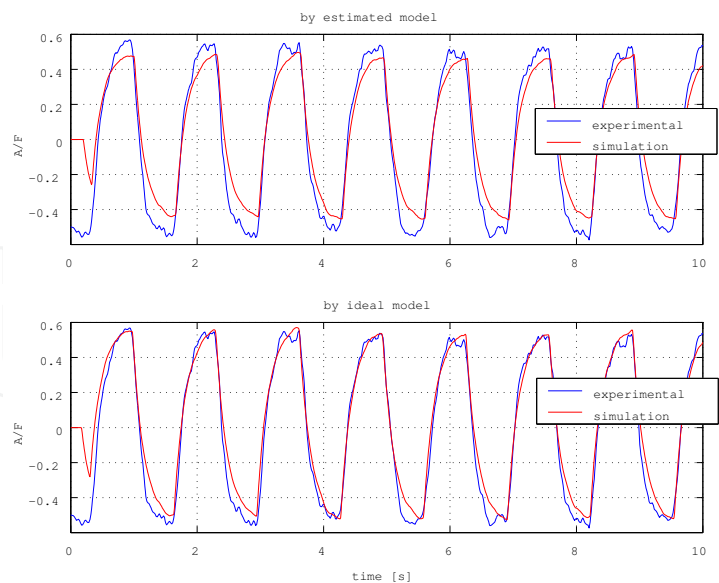 by estimated model
0.6
0.4
0.2
0
-0.2
-0.4
A/F
experimental
simulation
0 2 4 6 8 10
by ideal model
0.6
0.4
0.2
0
-0.2
-0.4
A/F
experimental
simulation
0 2 4 6 8 10
time [s]